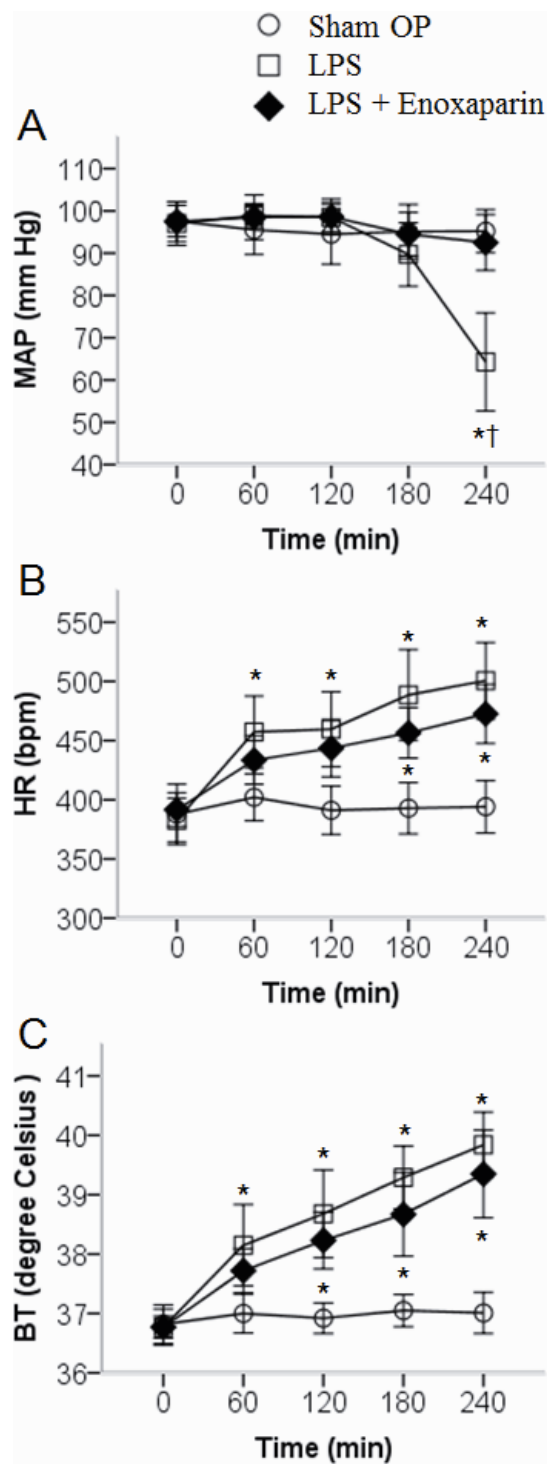 Sham OP
LPS
LPS + Enoxaparin
A
MAP (mm Hg)
110
100
90
80
70
60
50
40
*†
0 60 120 180 240
Time (min)
B
HR (bpm)
550
500
450
400
350
300
* * * *
* *
0 60 120 180 240
Time (min)
C
BT (degree Celsius )
41
40
39
38
37
36
* * * *
* * *
0 60 120 180 240
Time (min)